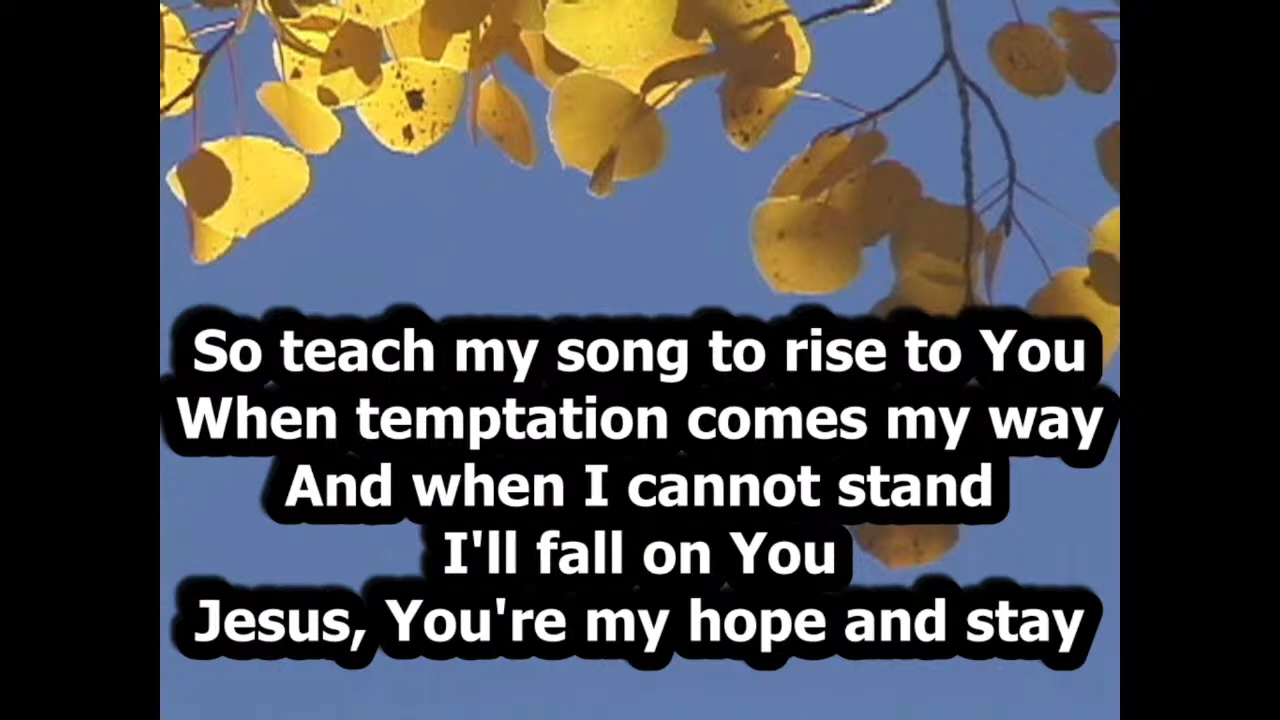 So teach my song to rise to You
When temptation comes my way
And when I cannot stand
I'll fall on You
Jesus, You're my hope and stay